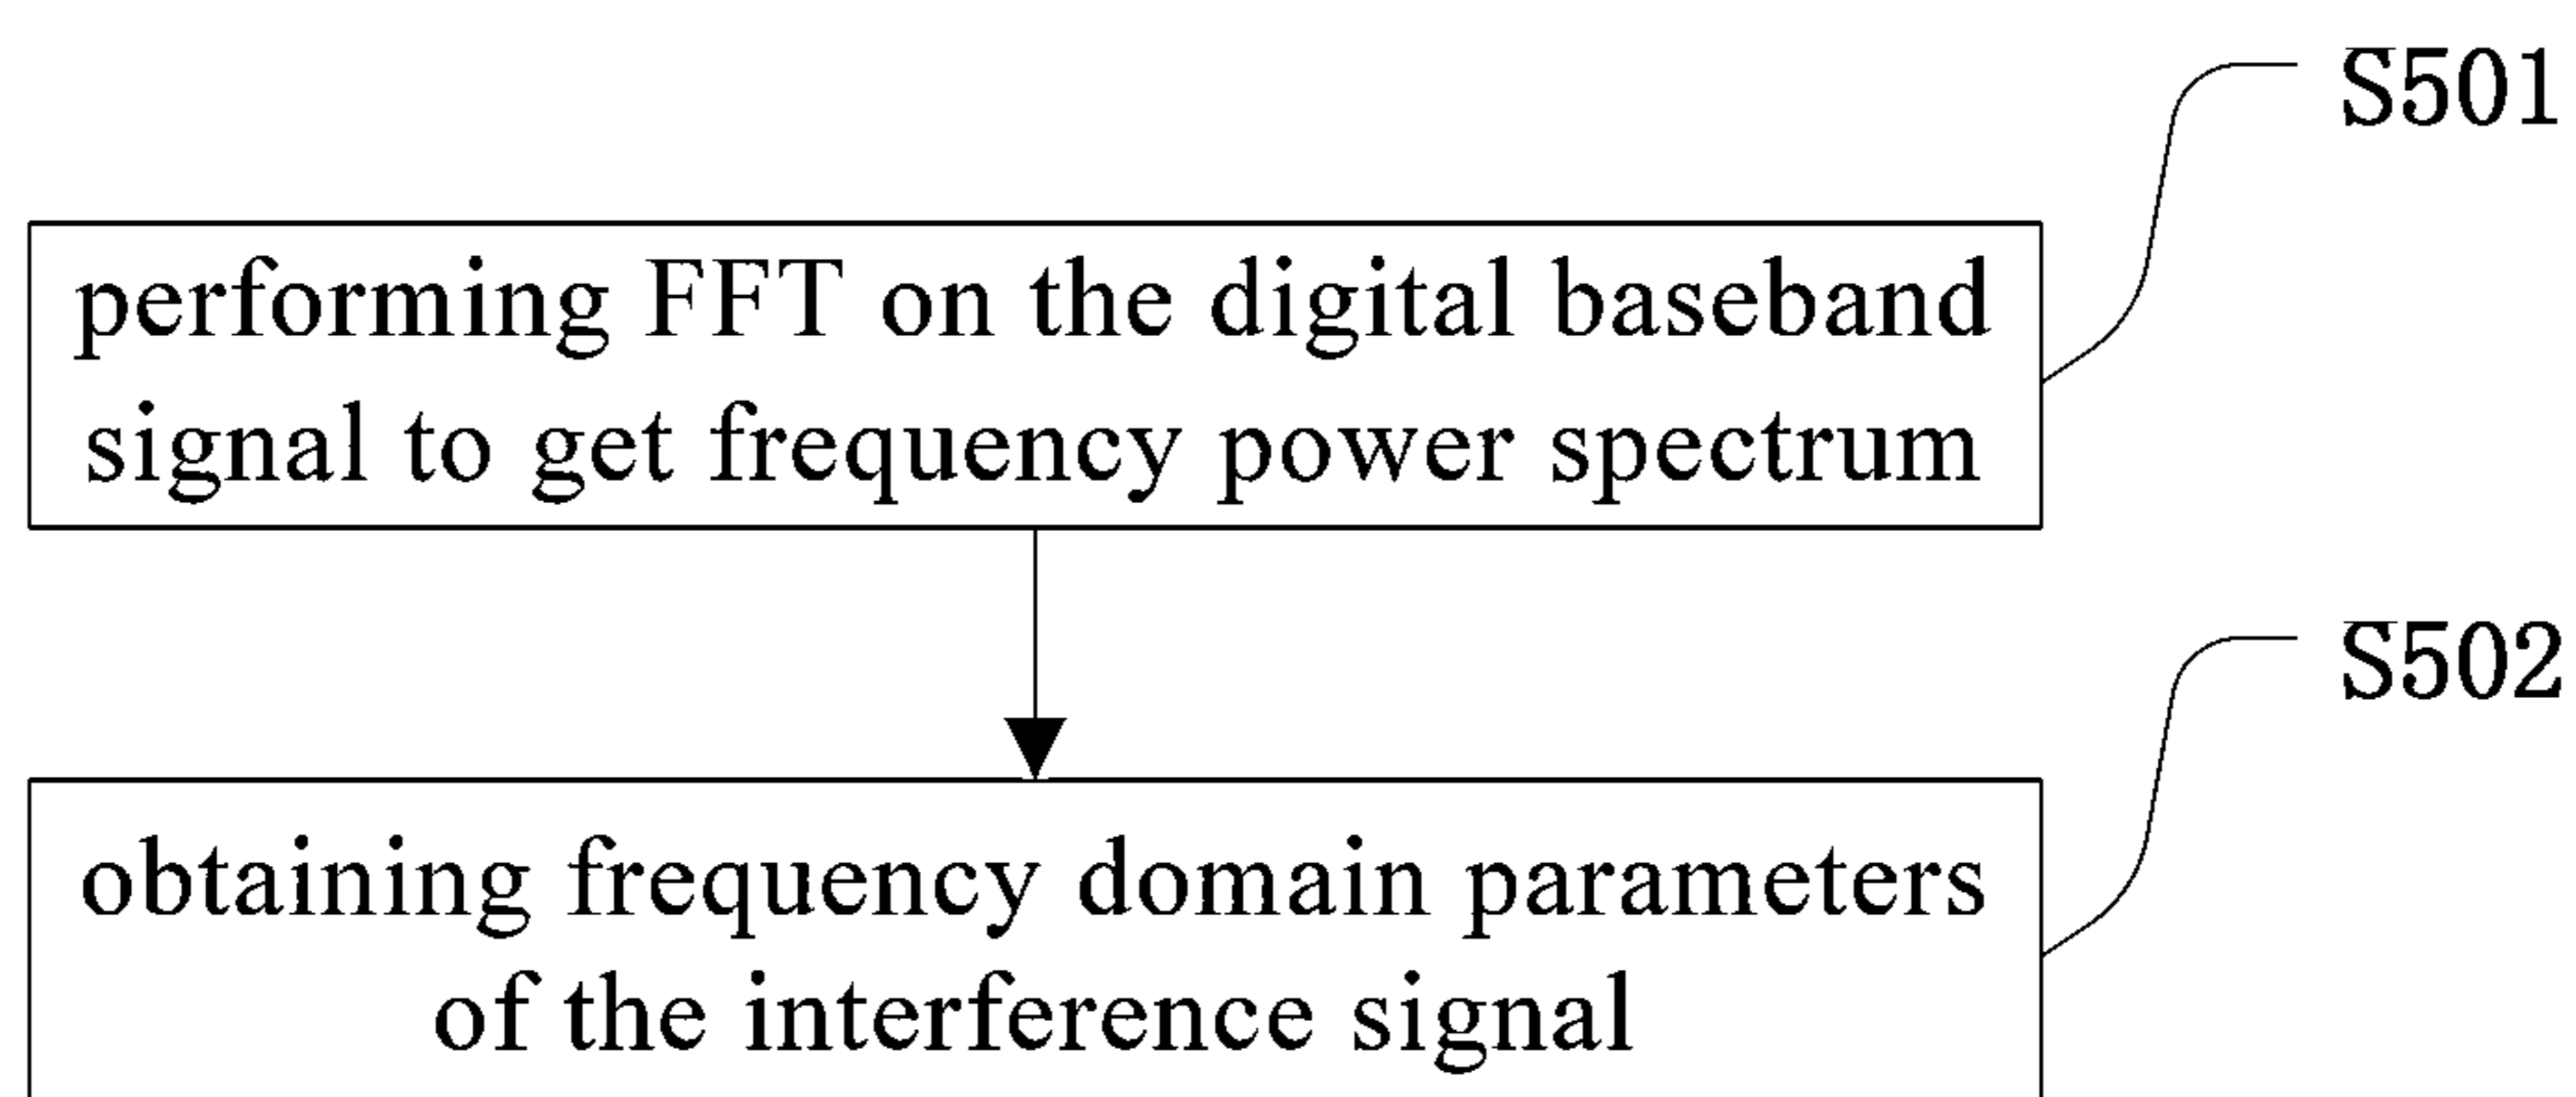 S501
performing FFT on the digital baseband
signal to get frequency power spectrum
S502
obtaining frequency domain parameters
of the interference signal